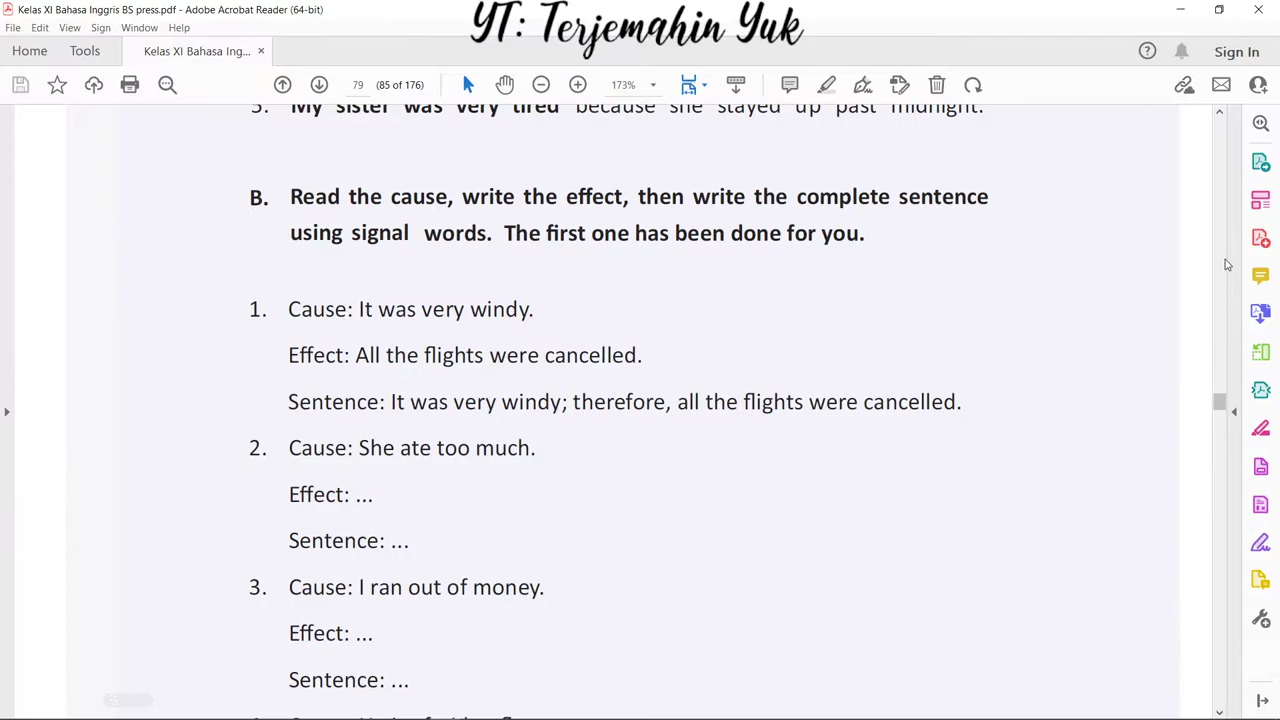 Kelas XI Bahasa Inggris BS press.pdf - Adobe Acrobat Reader (64-bit)
YT: Terjemahin Yuk
File Edit View Sign Window Help
Home Tools Kelas XI Bahasa Ing... × Sign In
79 (85 of 176) 173%
5. My sister was very tired because she stayed up past midnight.
B. Read the cause, write the effect, then write the complete sentence
using signal words. The first one has been done for you.
1. Cause: It was very windy.
Effect: All the flights were cancelled.
Sentence: It was very windy; therefore, all the flights were cancelled.
2. Cause: She ate too much.
Effect: ...
Sentence: ...
3. Cause: I ran out of money.
Effect: ...
Sentence: ...
85